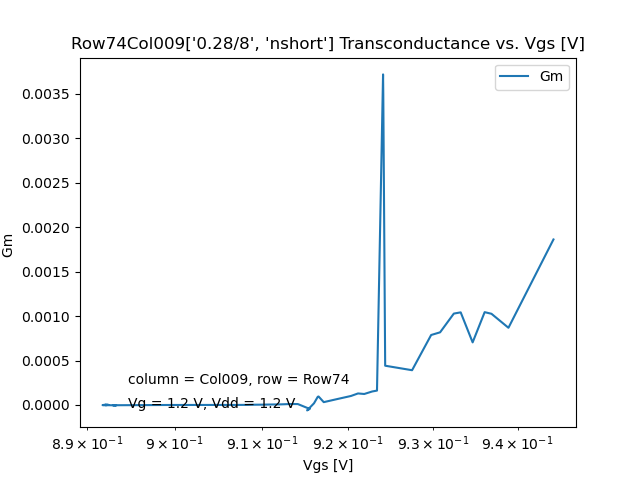 Row74Col009['0.28/8', 'nshort'] Transconductance vs. Vgs [V]
Gm
0.0035
0.0030
0.0025
0.0020
0.0015
0.0010
0.0005
0.0000
Gm
column = Col009, row = Row74
Vg = 1.2 V, Vdd = 1.2 V
8.9 × 10⁻¹ 9 × 10⁻¹ 9.1 × 10⁻¹ 9.2 × 10⁻¹ 9.3 × 10⁻¹ 9.4 × 10⁻¹
Vgs [V]